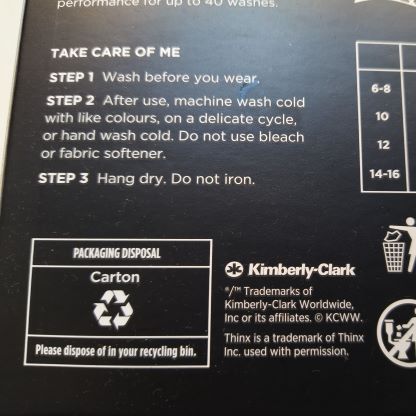 performance for up to 40 washes.
TAKE CARE OF ME
STEP 1 Wash before you wear.
STEP 2 After use, machine wash cold
with like colours, on a delicate cycle,
or hand wash cold. Do not use bleach
or fabric softener.
STEP 3 Hang dry. Do not iron.
6-8
10
12
14-16
PACKAGING DISPOSAL
Carton
Please dispose of in your recycling bin.
Kimberly-Clark
®/™ Trademarks of
Kimberly-Clark Worldwide,
Inc or its affiliates. © KCWW.
Thinx is a trademark of Thinx
Inc. used with permission.